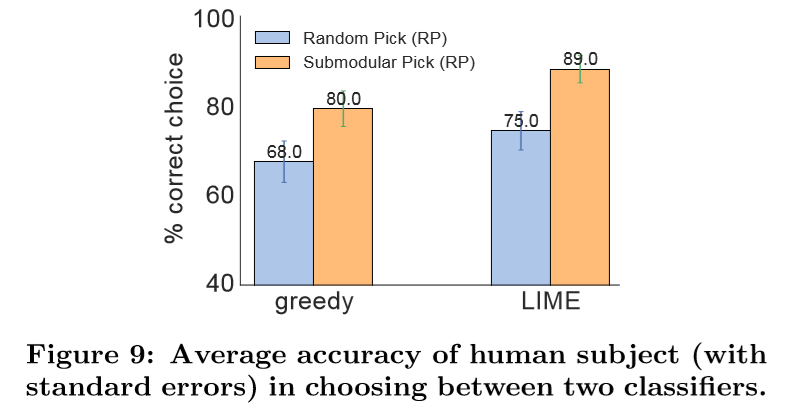 100
Random Pick (RP)
Submodular Pick (RP)
89.0
80.0
80
75.0
68.0
60
40
% correct choice
greedy LIME
Figure 9: Average accuracy of human subject (with
standard errors) in choosing between two classifiers.